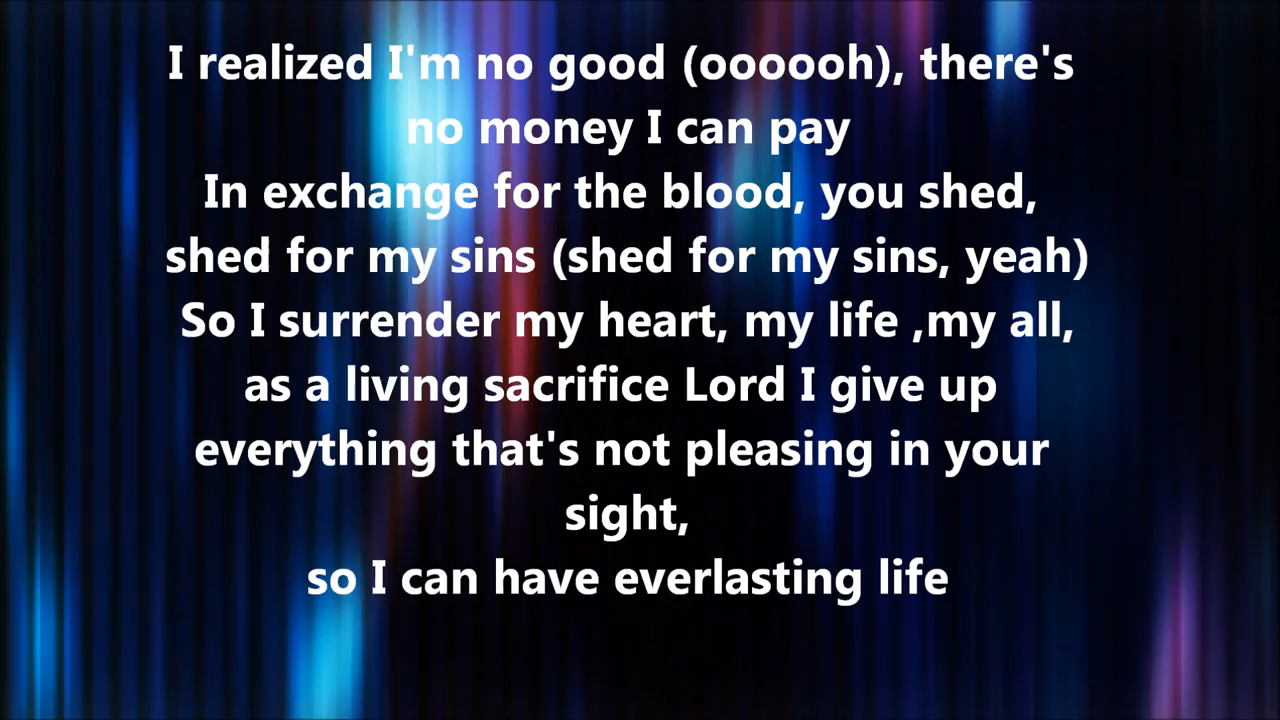 I realized I'm no good (oooooh), there's
no money I can pay
In exchange for the blood, you shed,
shed for my sins (shed for my sins, yeah)
So I surrender my heart, my life ,my all,
as a living sacrifice Lord I give up
everything that's not pleasing in your
sight,
so I can have everlasting life